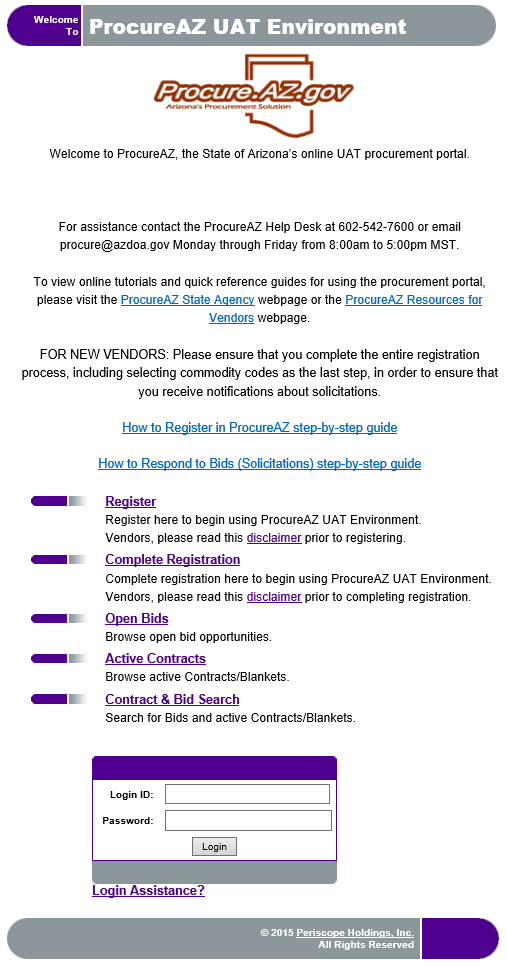 Welcome
To
ProcureAZ UAT Environment
Procure.AZ.gov
Arizona's Procurement Solution
Welcome to ProcureAZ, the State of Arizona's online UAT procurement portal.
For assistance contact the ProcureAZ Help Desk at 602-542-7600 or email
procure@azdoa.gov Monday through Friday from 8:00am to 5:00pm MST.
To view online tutorials and quick reference guides for using the procurement portal,
please visit the ProcureAZ State Agency webpage or the ProcureAZ Resources for
Vendors webpage.
FOR NEW VENDORS: Please ensure that you complete the entire registration
process, including selecting commodity codes as the last step, in order to ensure that
you receive notifications about solicitations.
How to Register in ProcureAZ step-by-step guide
How to Respond to Bids (Solicitations) step-by-step guide
Register
Register here to begin using ProcureAZ UAT Environment.
Vendors, please read this disclaimer prior to registering.
Complete Registration
Complete registration here to begin using ProcureAZ UAT Environment.
Vendors, please read this disclaimer prior to completing registration.
Open Bids
Browse open bid opportunities.
Active Contracts
Browse active Contracts/Blankets.
Contract & Bid Search
Search for Bids and active Contracts/Blankets.
Login ID:
Password:
Login
Login Assistance?
© 2015 Periscope Holdings, Inc.
All Rights Reserved